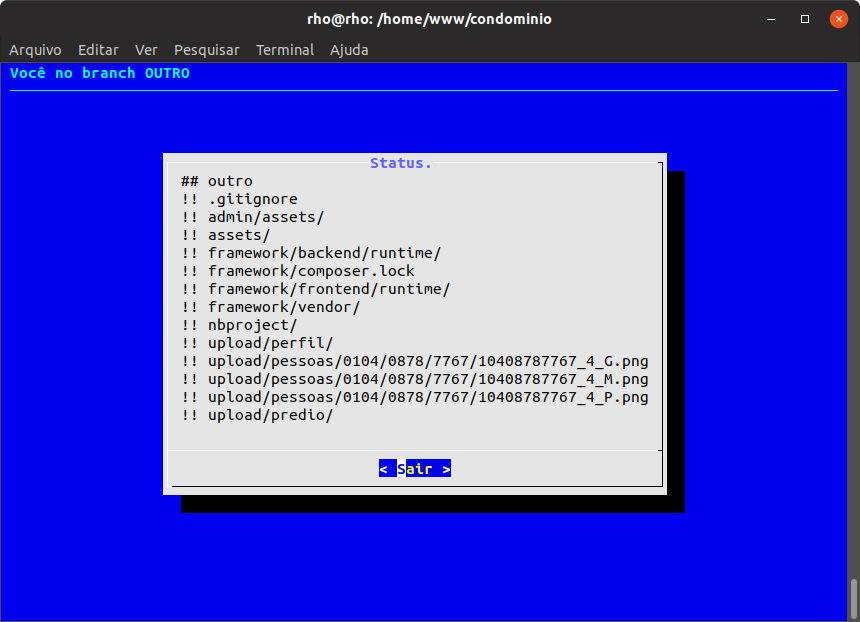 rho@rho: /home/www/condominio
Arquivo Editar Ver Pesquisar Terminal Ajuda
Você no branch OUTRO
Status.
## outro
!! .gitignore
!! admin/assets/
!! assets/
!! framework/backend/runtime/
!! framework/composer.lock
!! framework/frontend/runtime/
!! framework/vendor/
!! nbproject/
!! upload/perfil/
!! upload/pessoas/0104/0878/7767/10408787767_4_G.png
!! upload/pessoas/0104/0878/7767/10408787767_4_M.png
!! upload/pessoas/0104/0878/7767/10408787767_4_P.png
!! upload/predio/
< Sair >